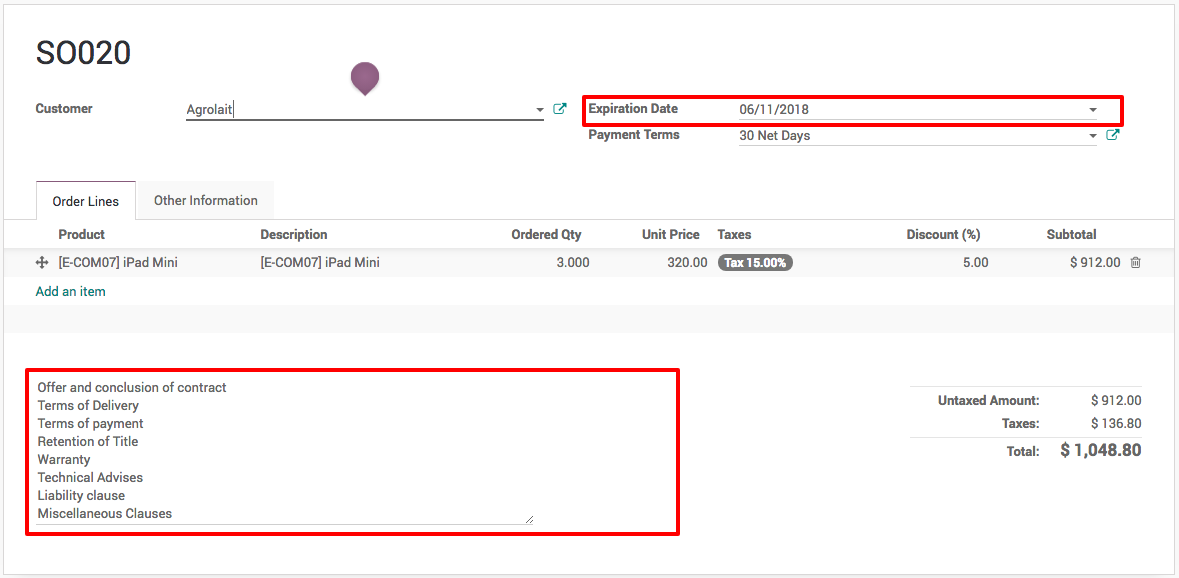 SO020
Customer Agrolait Expiration Date 06/11/2018
Payment Terms 30 Net Days
Order Lines Other Information
Product Description Ordered Qty Unit Price Taxes Discount (%) Subtotal
[E-COM07] iPad Mini [E-COM07] iPad Mini 3.000 320.00 Tax 15.00% 5.00 $ 912.00
Add an item
Offer and conclusion of contract
Terms of Delivery
Terms of payment
Retention of Title
Warranty
Technical Advises
Liability clause
Miscellaneous Clauses
Untaxed Amount: $ 912.00
Taxes: $ 136.80
Total: $ 1,048.80